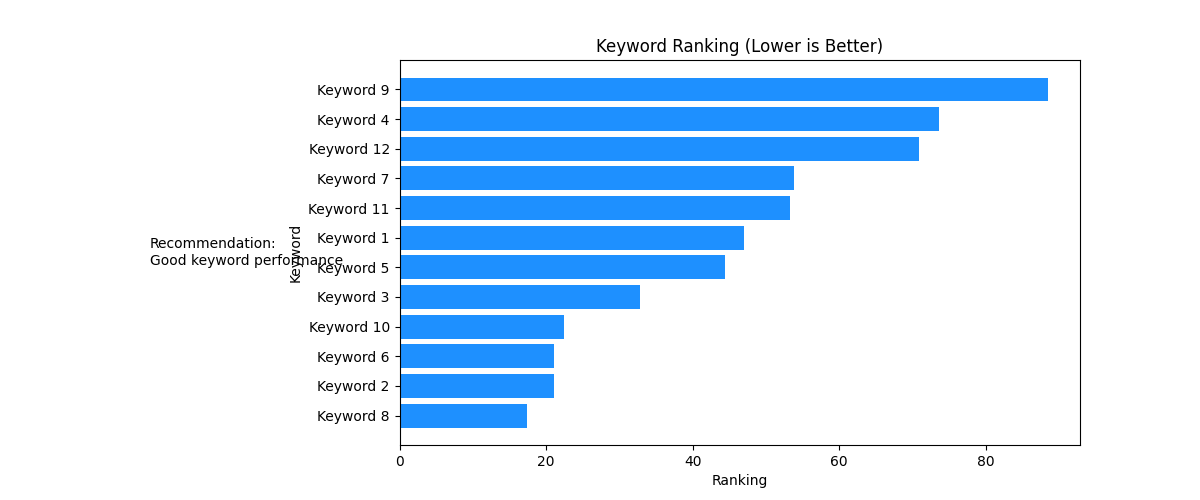 Keyword Ranking (Lower is Better)
Keyword 9
Keyword 4
Keyword 12
Keyword 7
Keyword 11
Keyword 1
Keyword 5
Keyword 3
Keyword 10
Keyword 6
Keyword 2
Keyword 8
Keyword
Recommendation:
Good keyword performance
0 20 40 60 80
Ranking